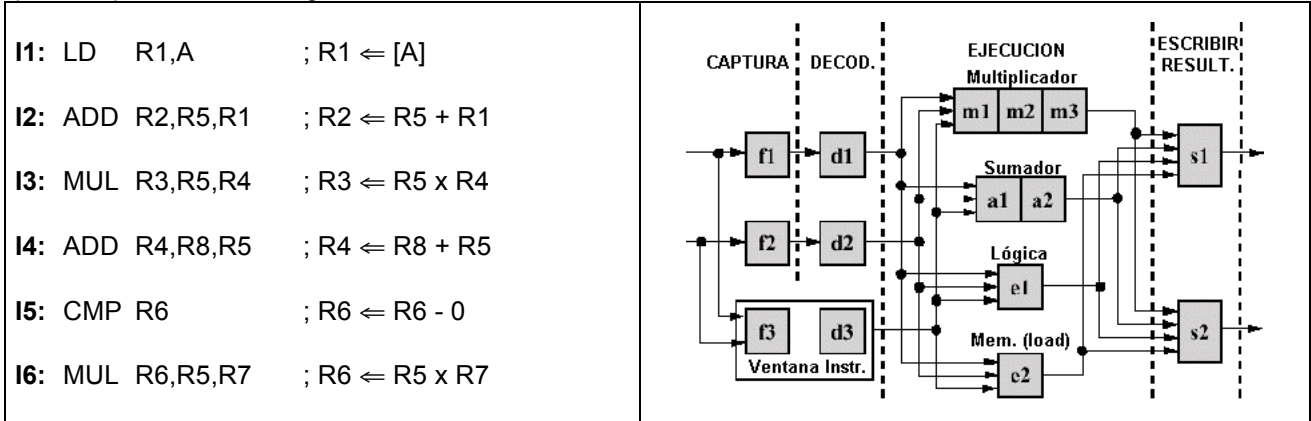 I1: LD R1,A ; R1 ⇐ [A]
I2: ADD R2,R5,R1 ; R2 ⇐ R5 + R1
I3: MUL R3,R5,R4 ; R3 ⇐ R5 x R4
I4: ADD R4,R8,R5 ; R4 ⇐ R8 + R5
I5: CMP R6 ; R6 ⇐ R6 - 0
I6: MUL R6,R5,R7 ; R6 ⇐ R5 x R7
CAPTURA DECOD. EJECUCION ESCRIBIR RESULT.
Multiplicador
m1 m2 m3
f1 d1 s1
Sumador
a1 a2
f2 d2
Lógica
e1
f3 d3 s2
Mem. (load)
e2
Ventana Instr.